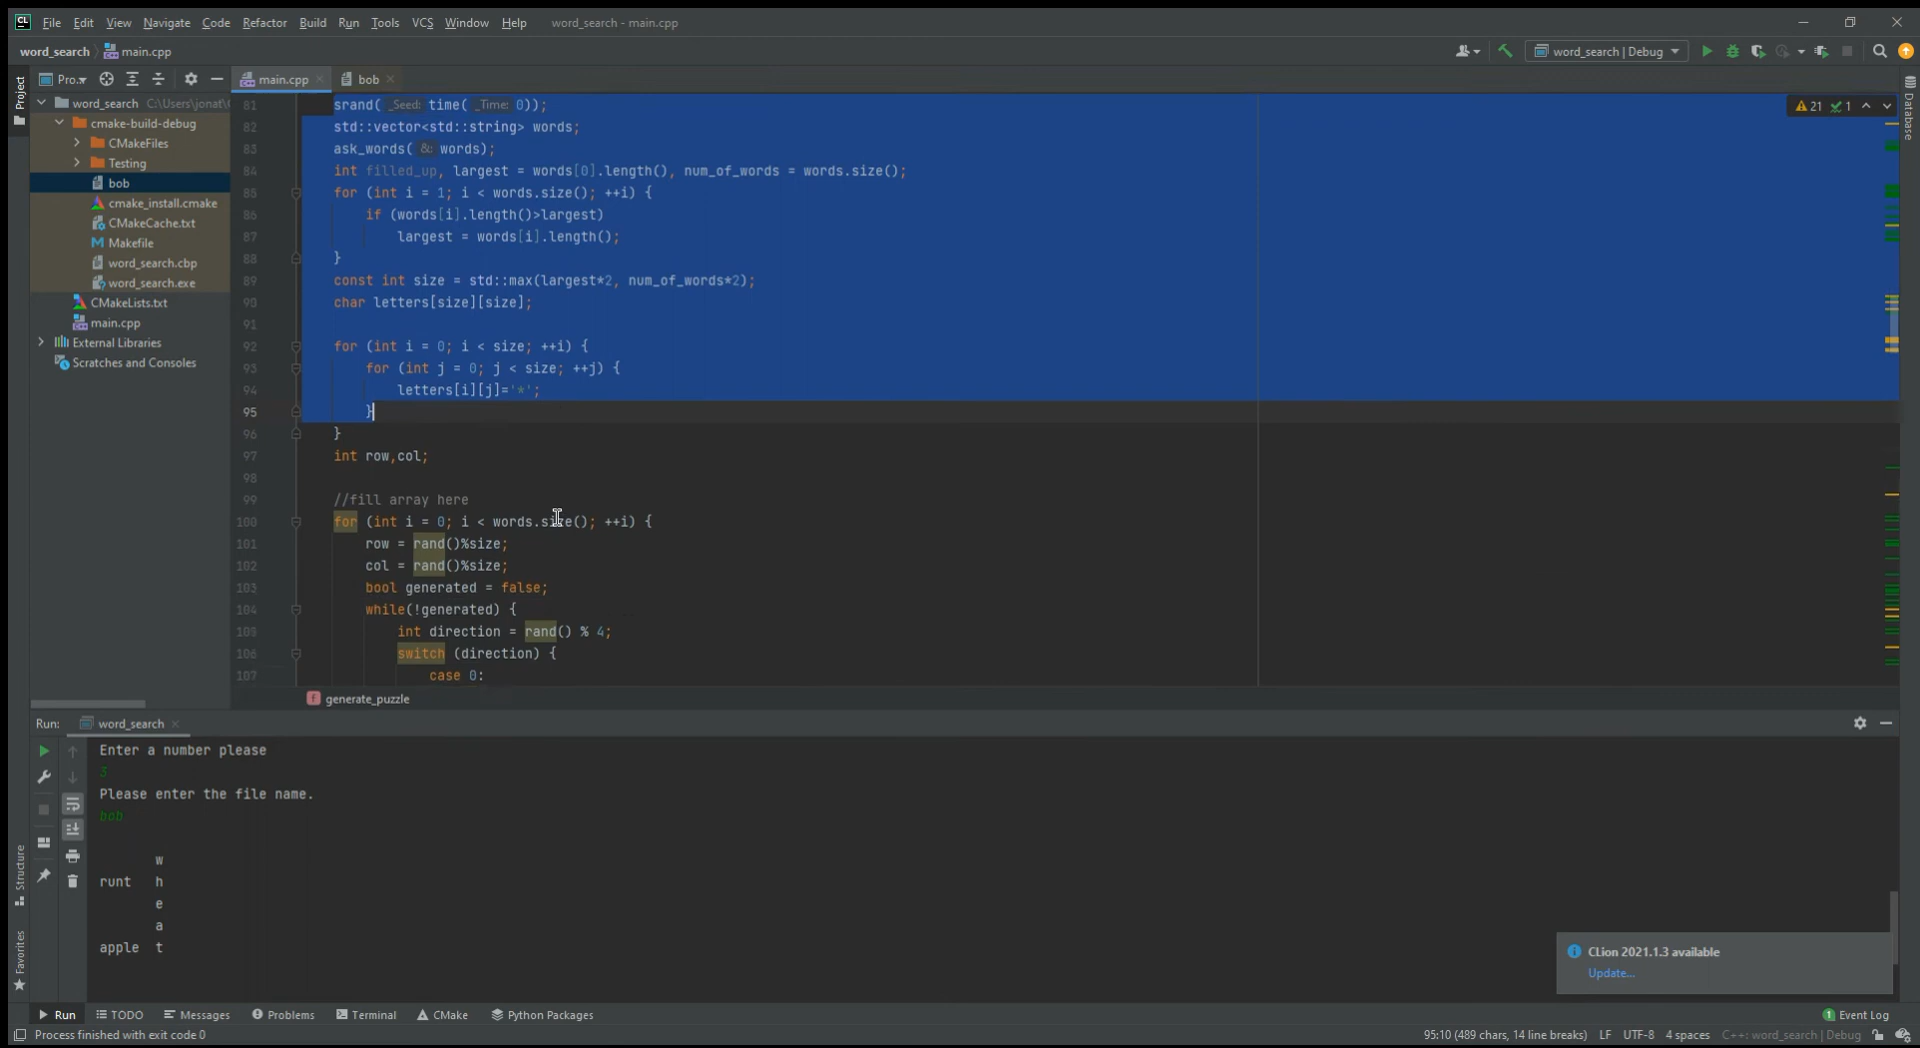 CL File Edit View Navigate Code Refactor Build Run Tools VCS Window Help word_search - main.cpp
word_search main.cpp word_search | Debug
Project
Pro... main.cpp bob
word_search C:\Users\jonat\
cmake-build-debug
CMakeFiles
Testing
bob
cmake_install.cmake
CMakeCache.txt
Makefile
word_search.cbp
word_search.exe
CMakeLists.txt
main.cpp
External Libraries
Scratches and Consoles
21 1
Database
81 srand( _Seed: time( _Time: 0));
82 std::vector<std::string> words;
83 ask_words( &: words);
84 int filled_up, largest = words[0].length(), num_of_words = words.size();
85 for (int i = 1; i < words.size(); ++i) {
86 if (words[i].length()>largest)
87 largest = words[i].length();
88 }
89 const int size = std::max(largest*2, num_of_words*2);
90 char letters[size][size];
91
92 for (int i = 0; i < size; ++i) {
93 for (int j = 0; j < size; ++j) {
94 letters[i][j]='*';
95 }
96 }
97 int row,col;
98
99 //fill array here
100 for (int i = 0; i < words.size(); ++i) {
101 row = rand()%size;
102 col = rand()%size;
103 bool generated = false;
104 while(!generated) {
105 int direction = rand() % 4;
106 switch (direction) {
107 case 0:
f generate_puzzle
Run: word_search
Enter a number please
3
Please enter the file name.
bob
w
runt h
e
a
apple t
Structure
Favorites
CLion 2021.1.3 available
Update...
Run TODO Messages Problems Terminal CMake Python Packages 1 Event Log
Process finished with exit code 0 95:10 (489 chars, 14 line breaks) LF UTF-8 4 spaces C++: word_search | Debug